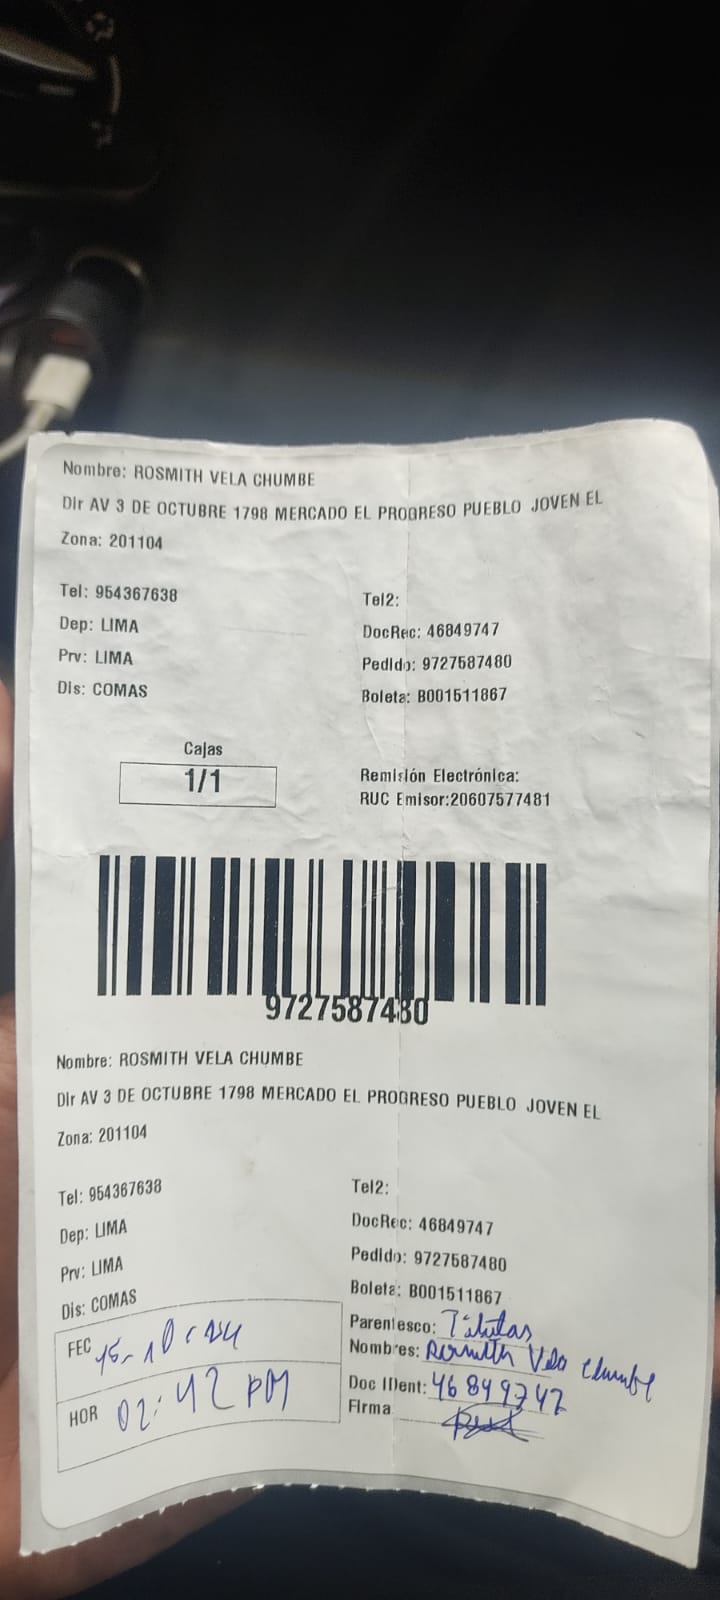 Nombre: ROSMITH VELA CHUMBE
Dir AV 3 DE OCTUBRE 1798 MERCADO EL PROGRESO PUEBLO JOVEN EL
Zona: 201104
Tel: 954367638
Tel2:
Dep: LIMA
DocRec: 46849747
Prv: LIMA
Pedido: 9727587480
Dis: COMAS
Boleta: B001511867
Cajas
1/1
Remisión Electrónica:
RUC Emisor:20607577481
9727587480
Nombre: ROSMITH VELA CHUMBE
Dir AV 3 DE OCTUBRE 1798 MERCADO EL PROGRESO PUEBLO JOVEN EL
Zona: 201104
Tel: 954367638
Tel2:
Dep: LIMA
DocRec: 46849747
Prv: LIMA
Pedido: 9727587480
Dis: COMAS
Boleta: B001511867
Parentesco:
FEC 15-10-24
Nombres: Rosmith Vela Chumbe
HOR 02:42 PM
Doc IDent: 46849747
Firma